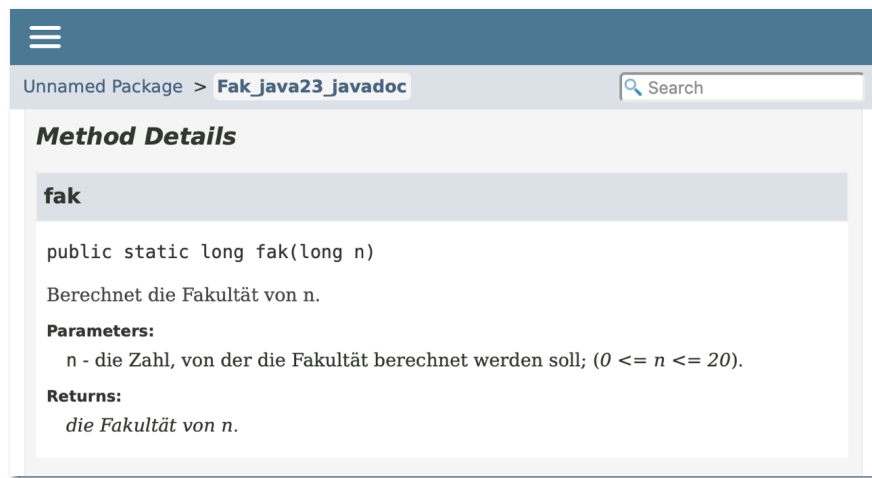 Unnamed Package > Fak_java23_javadoc
Search
Method Details
fak
public static long fak(long n)
Berechnet die Fakultät von n.
Parameters:
n - die Zahl, von der die Fakultät berechnet werden soll; (0 <= n <= 20).
Returns:
die Fakultät von n.